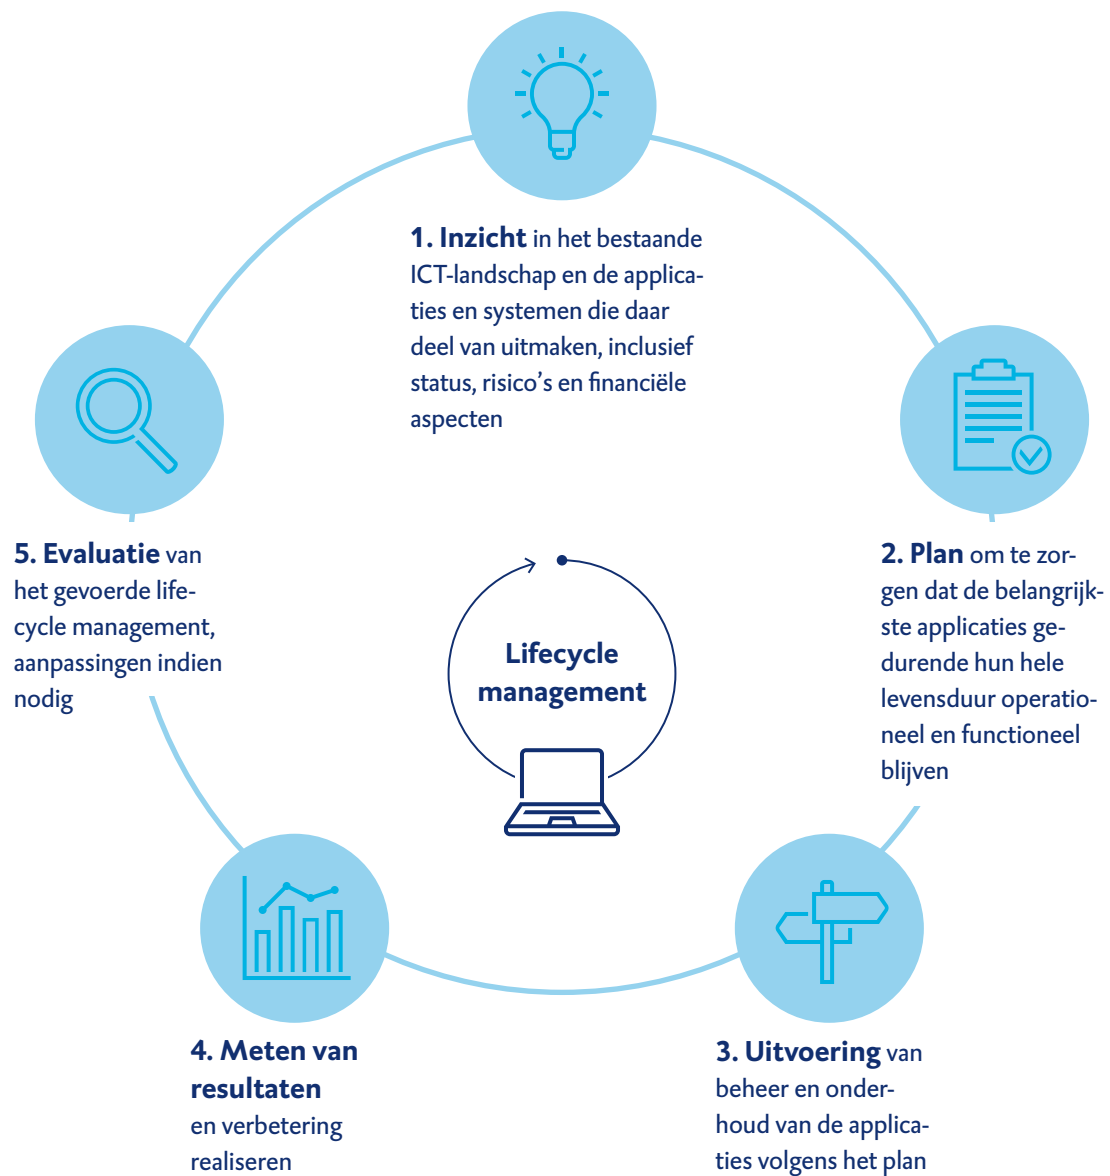 1. Inzicht in het bestaande
ICT-landschap en de applica-
ties en systemen die daar
deel van uitmaken, inclusief
status, risico’s en financiële
aspecten
2. Plan om te zor-
gen dat de belangrijk-
ste applicaties ge-
durende hun hele
levensduur operatio-
neel en functioneel
blijven
3. Uitvoering van
beheer en onder-
houd van de applica-
ties volgens het plan
4. Meten van
resultaten
en verbetering
realiseren
5. Evaluatie van
het gevoerde life-
cycle management,
aanpassingen indien
nodig
Lifecycle
management